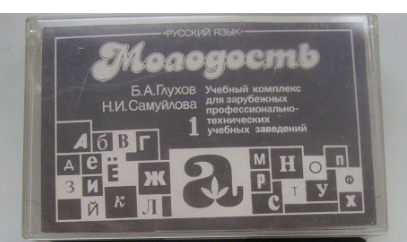 •РУССКИЙ ЯЗЫК•
Молодость
Б.А.Глухов
Н.И.Самуйлова
Учебный комплекс
для зарубежных
профессионально-
технических
учебных заведений
1
А б В Г
Д е Ё Ж
З и Й к Л
а
М Н О П
Р С Т У Ф Х